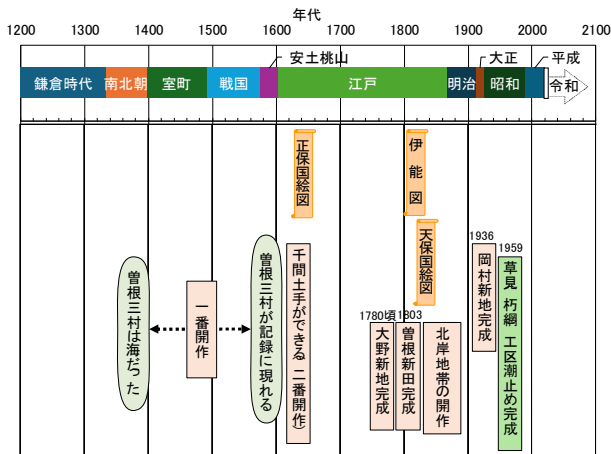 年代
1200 1300 1400 1500 1600 1700 1800 1900 2000 2100
安土桃山
大正
平成
鎌倉時代
南北朝
室町
戦国
江戸
明治
昭和
令和
正保国絵図
伊能図
天保国絵図
曽根三村は海だった
一番開作
曽根三村が記録に現れる
千間土手ができる(二番開作)
1780頃
大野新地完成
1803
曽根新田完成
北岸地帯の開作
1936
岡村新地完成
1959
草見 朽網 工区潮止め完成